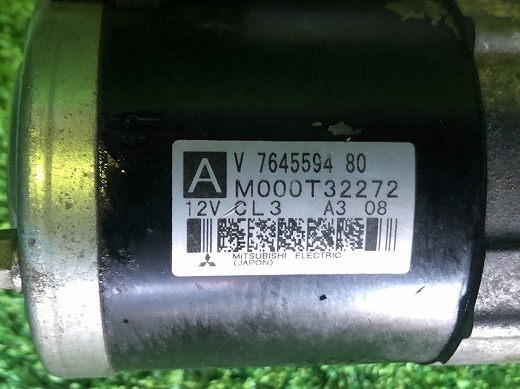 A V 7645594 80
M000T32272
12V CL3 A3 08
MITSUBISHI ELECTRIC
(JAPON)